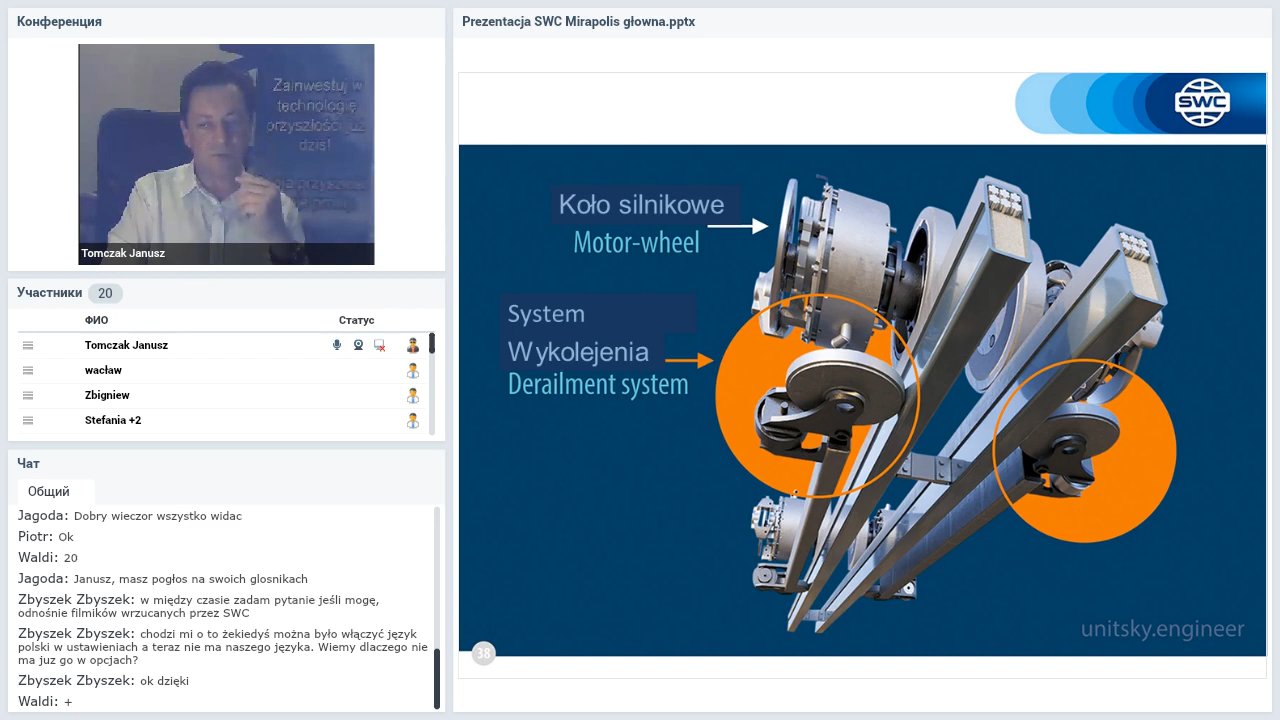 Конференция
Zainwestuj w
technologię
przyszłości już
dziś!
Tomczak Janusz
Участники 20
ФИО Статус
Tomczak Janusz
wacław
Zbigniew
Stefania +2
Чат
Общий
Jagoda: Dobry wieczor wszystko widac
Piotr: Ok
Waldi: 20
Jagoda: Janusz, masz pogłos na swoich glosnikach
Zbyszek Zbyszek: w między czasie zadam pytanie jeśli mogę,
odnośnie filmików wrzucanych przez SWC
Zbyszek Zbyszek: chodzi mi o to żekiedyś można było włączyć język
polski w ustawieniach a teraz nie ma naszego języka. Wiemy dlaczego nie
ma juz go w opcjach?
Zbyszek Zbyszek: ok dzięki
Waldi: +
Prezentacja SWC Mirapolis głowna.pptx
SWC
Koło silnikowe
Motor-wheel
System
Wykolejenia
Derailment system
unitsky.engineer
38